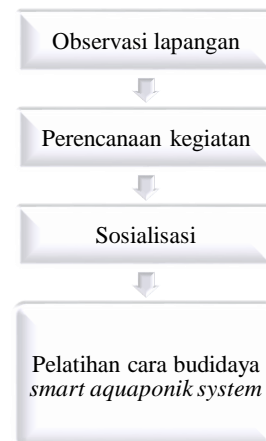 Observasi lapangan
Perencanaan kegiatan
Sosialisasi
Pelatihan cara budidaya
smart aquaponik system